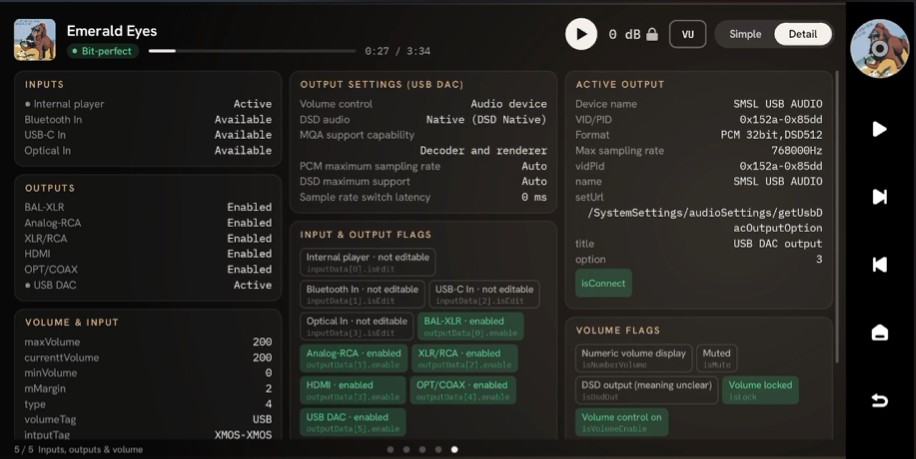 Emerald Eyes
Bit-perfect
0:27 / 3:34
0 dB
VU
Simple
Detail
INPUTS
Internal player Active
Bluetooth In Available
USB-C In Available
Optical In Available
OUTPUTS
BAL-XLR Enabled
Analog-RCA Enabled
XLR/RCA Enabled
HDMI Enabled
OPT/COAX Enabled
USB DAC Active
VOLUME & INPUT
maxVolume 200
currenttVolume 200
minVolume 0
mMargin 2
type 4
volumeTag USB
intputTag XMOS-XMOS
OUTPUT SETTINGS (USB DAC)
Volume control Audio device
DSD audio Native (DSD Native)
MQA support capability
Decoder and renderer
PCM maximum sampling rate Auto
DSD maximum support Auto
Sample rate switch latency 0 ms
INPUT & OUTPUT FLAGS
Internal player · not editable
inputData[0].isEdit
Bluetooth In · not editable USB-C In · not editable
inputData[1].isEdit inputData[2].isEdit
Optical In · not editable BAL-XLR · enabled
inputData[3].isEdit outputData[0].enable
Analog-RCA · enabled XLR/RCA · enabled
outputData[1].enable outputData[2].enable
HDMI · enabled OPT/COAX · enabled
outputData[3].enable outputData[4].enable
USB DAC · enabled
outputData[5].enable
ACTIVE OUTPUT
Device name SMSL USB AUDIO
VID/PID 0x152a-0x85dd
Format PCM 32bit,DSD512
Max sampling rate 768000Hz
vidPid 0x152a-0x85dd
name SMSL USB AUDIO
setUrl
/SystemSettings/audioSettings/getUsbD
acOutputOption
title USB DAC output
option 3
isConnect
VOLUME FLAGS
Numeric volume display Muted
isNumberVolume isMute
DSD output (meaning unclear) Volume locked
isDsdOut isLock
Volume control on
isVolumeEnable
5 / 5 Inputs, outputs & volume